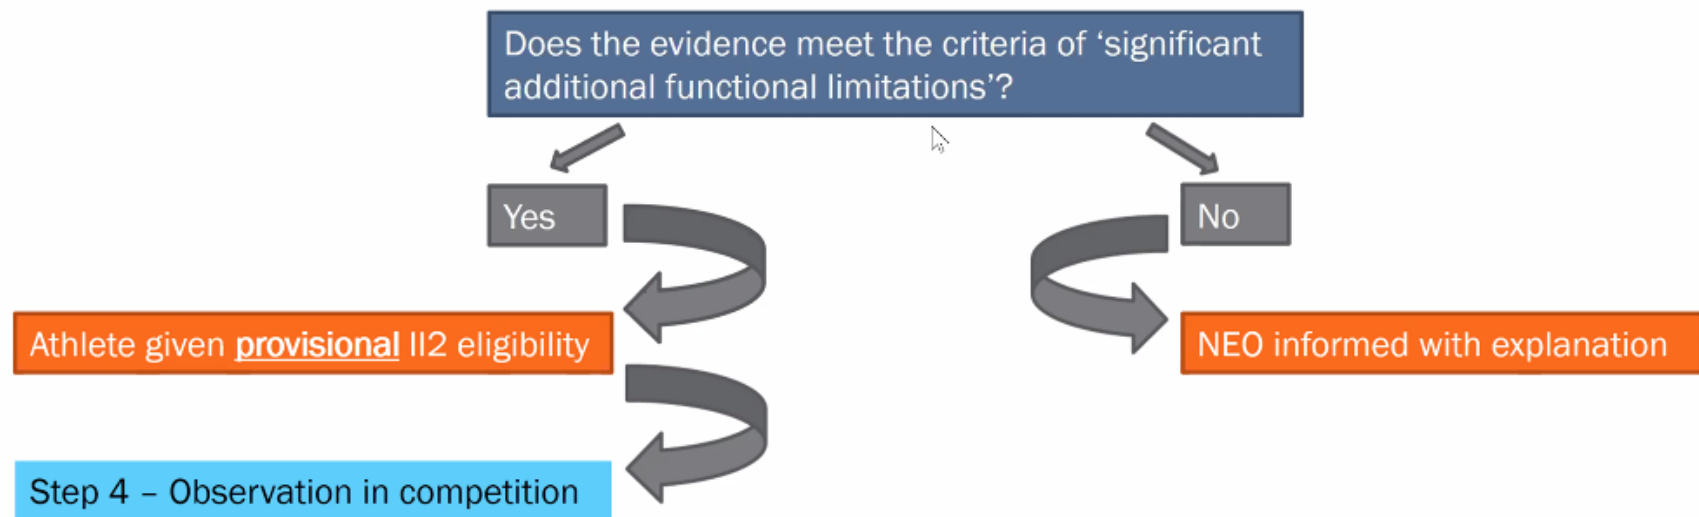 Does the evidence meet the criteria of ‘significant
additional functional limitations’?
Yes
No
Athlete given provisional II2 eligibility
NEO informed with explanation
Step 4 – Observation in competition